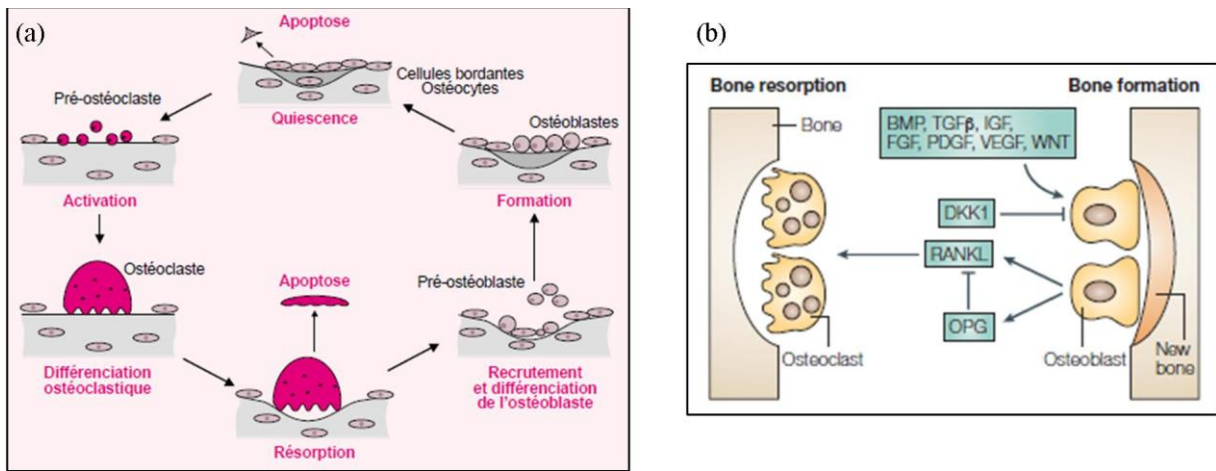 (a)
Apoptose
Cellules bordantes
Ostéocytes
Quiescence
Pré-ostéoclaste
Activation
Ostéoblastes
Formation
Ostéoclaste
Différenciation
ostéoclastique
Apoptose
Résorption
Pré-ostéoblaste
Recrutement
et différenciation
de l'ostéoblaste
(b)
Bone resorption
Bone formation
Bone
BMP, TGFβ, IGF,
FGF, PDGF, VEGF, WNT
DKK1
RANKL
OPG
Osteoclast
Osteoblast
New
bone